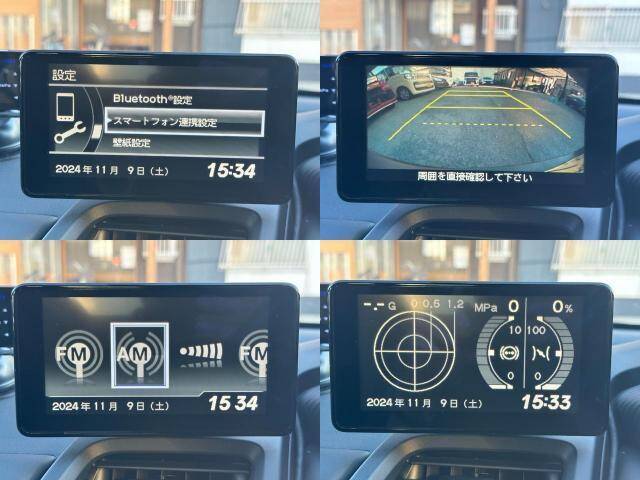 設定
Bluetooth®設定
スマートフォン連携設定
壁紙設定
2024年11月 9日(土) 15:34
周囲を直接確認して下さい
FM AM FM
2024年11月 9日(土) 15:34
-.- G 0 0.5 1.2 MPa 0 0 %
10 100
0 0
2024年11月 9日(土) 15:33